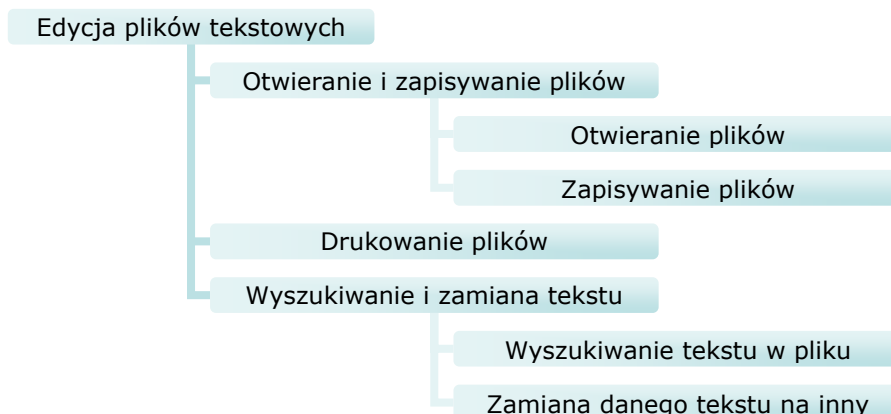 Edycja plików tekstowych
Otwieranie i zapisywanie plików
Otwieranie plików
Zapisywanie plików
Drukowanie plików
Wyszukiwanie i zamiana tekstu
Wyszukiwanie tekstu w pliku
Zamiana danego tekstu na inny